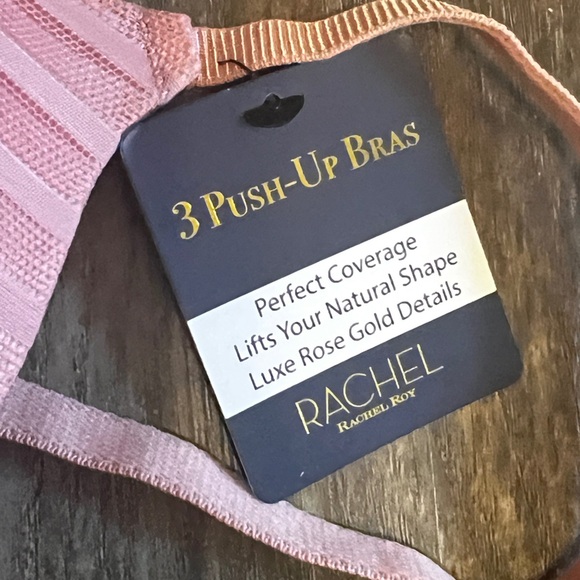 3 Push-Up Bras
Perfect Coverage
Lifts Your Natural Shape
Luxe Rose Gold Details
RACHEL
Rachel Roy